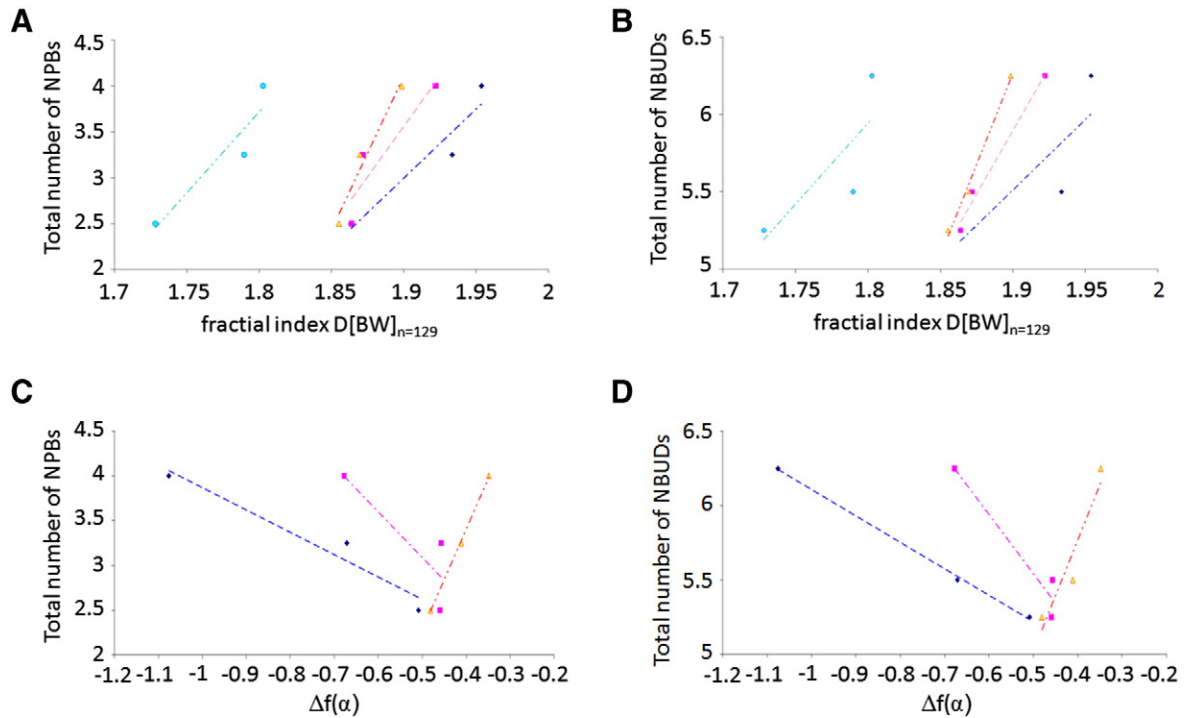 A
Total number of NPBs
4.5
4
3.5
3
2.5
2
1.7 1.75 1.8 1.85 1.9 1.95 2
fractial index D[BW]n=129
B
Total number of NBUDs
6.5
6
5.5
5
1.7 1.75 1.8 1.85 1.9 1.95 2
fractial index D[BW]n=129
C
Total number of NPBs
4.5
4
3.5
3
2.5
2
-1.2 -1.1 -1 -0.9 -0.8 -0.7 -0.6 -0.5 -0.4 -0.3 -0.2
Δf(α)
D
Total number of NBUDs
6.5
6
5.5
5
-1.2 -1.1 -1 -0.9 -0.8 -0.7 -0.6 -0.5 -0.4 -0.3 -0.2
Δf(α)